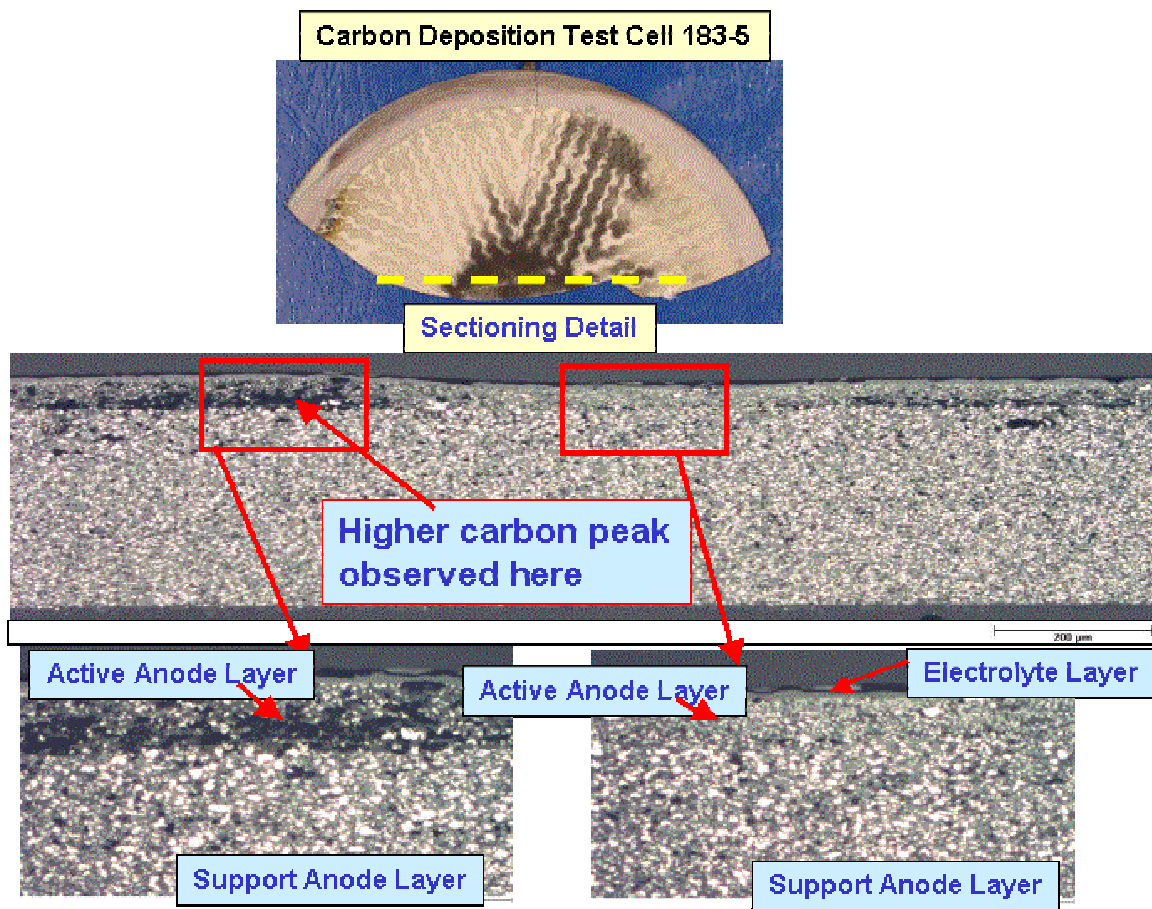 Carbon Deposition Test Cell 183-5
Sectioning Detail
Higher carbon peak
observed here
200 µm
Active Anode Layer
Active Anode Layer
Electrolyte Layer
Support Anode Layer
Support Anode Layer